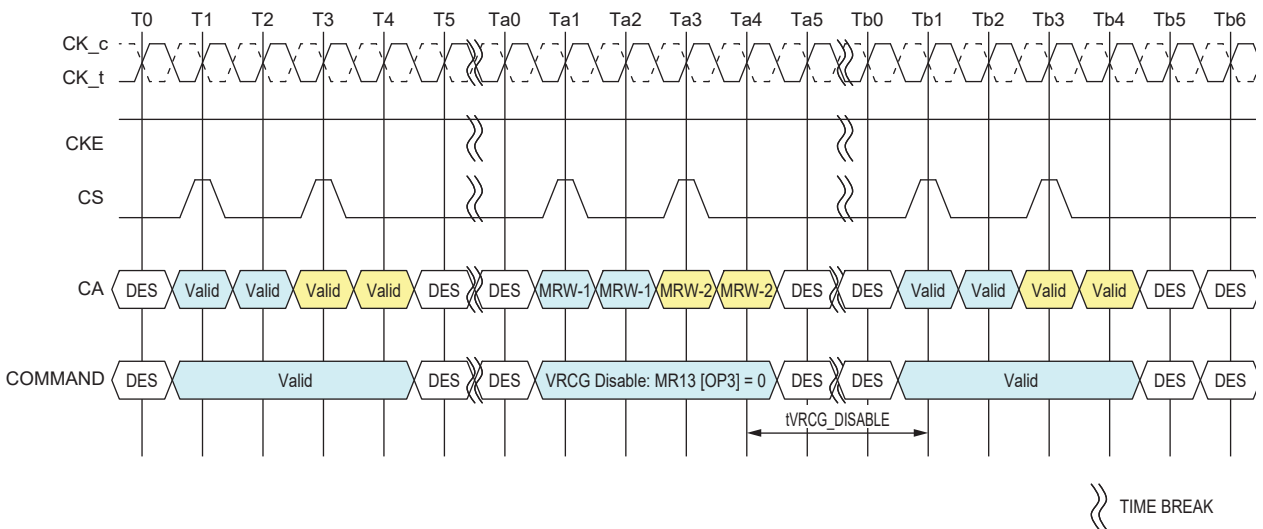 T0 T1 T2 T3 T4 T5 Ta0 Ta1 Ta2 Ta3 Ta4 Ta5 Tb0 Tb1 Tb2 Tb3 Tb4 Tb5 Tb6
CK_c
CK_t
CKE
CS
CA DES Valid Valid Valid Valid DES DES MRW-1 MRW-1 MRW-2 MRW-2 DES DES Valid Valid Valid Valid DES DES
COMMAND DES Valid DES DES VRCG Disable: MR13 [OP3] = 0 DES DES Valid DES DES
tVRCG_DISABLE
TIME BREAK